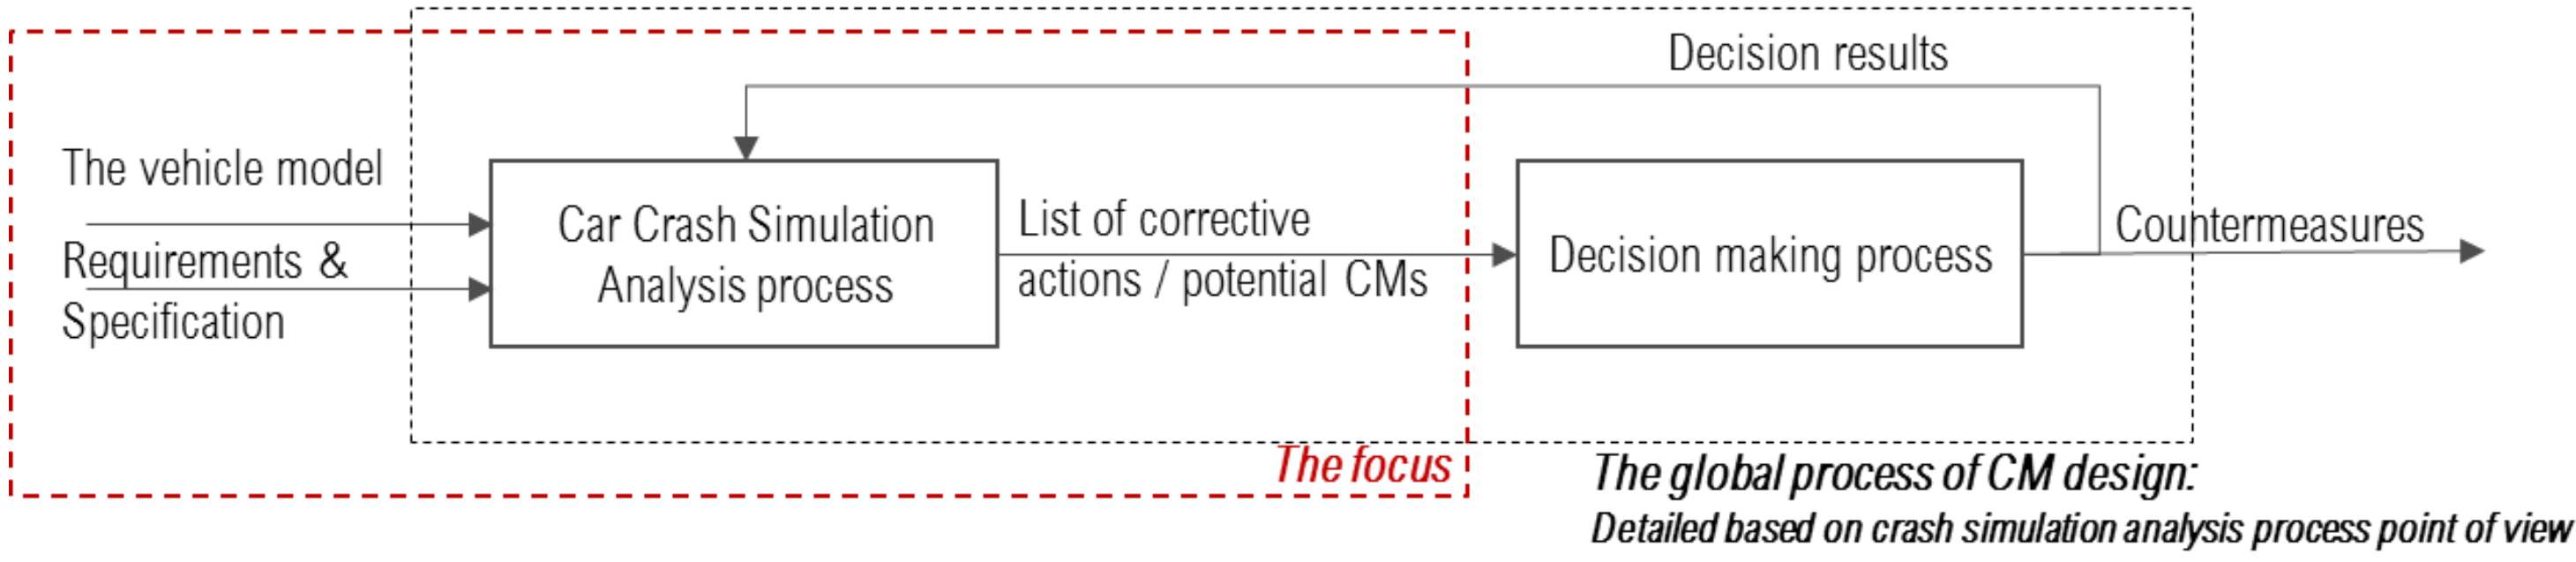 Decision results
The vehicle model
Requirements &
Specification
Car Crash Simulation
Analysis process
List of corrective
actions / potential CMs
Decision making process
Countermeasures
The focus
The global process of CM design:
Detailed based on crash simulation analysis process point of view